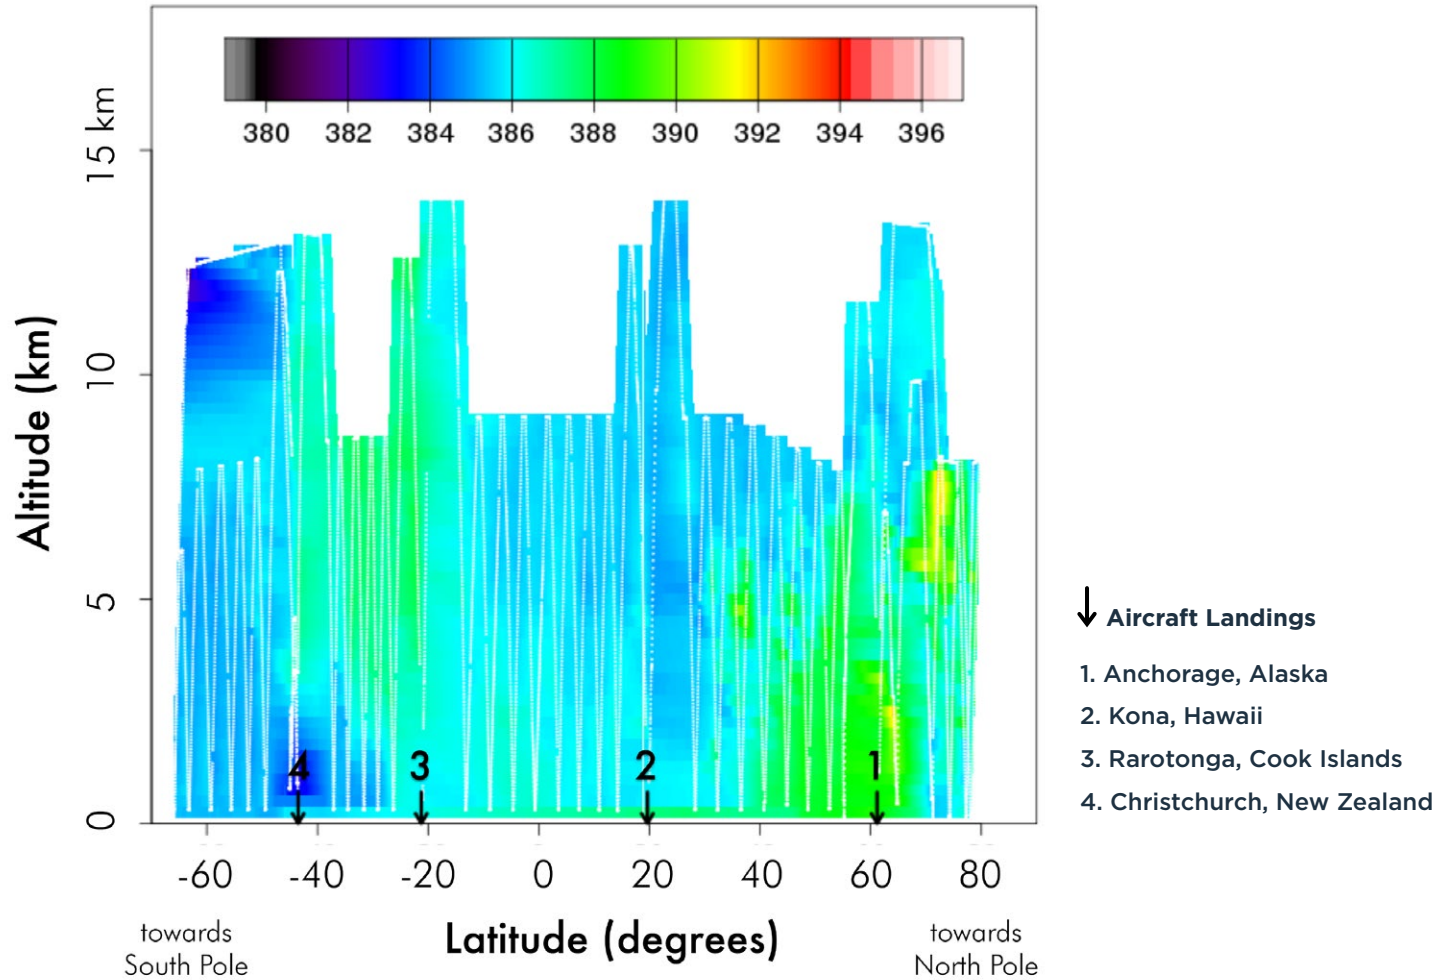 380 382 384 386 388 390 392 394 396
15 km
10
5
0
Altitude (km)
4 3 2 1
-60 -40 -20 0 20 40 60 80
towards
South Pole
Latitude (degrees)
towards
North Pole
Aircraft Landings
1. Anchorage, Alaska
2. Kona, Hawaii
3. Rarotonga, Cook Islands
4. Christchurch, New Zealand